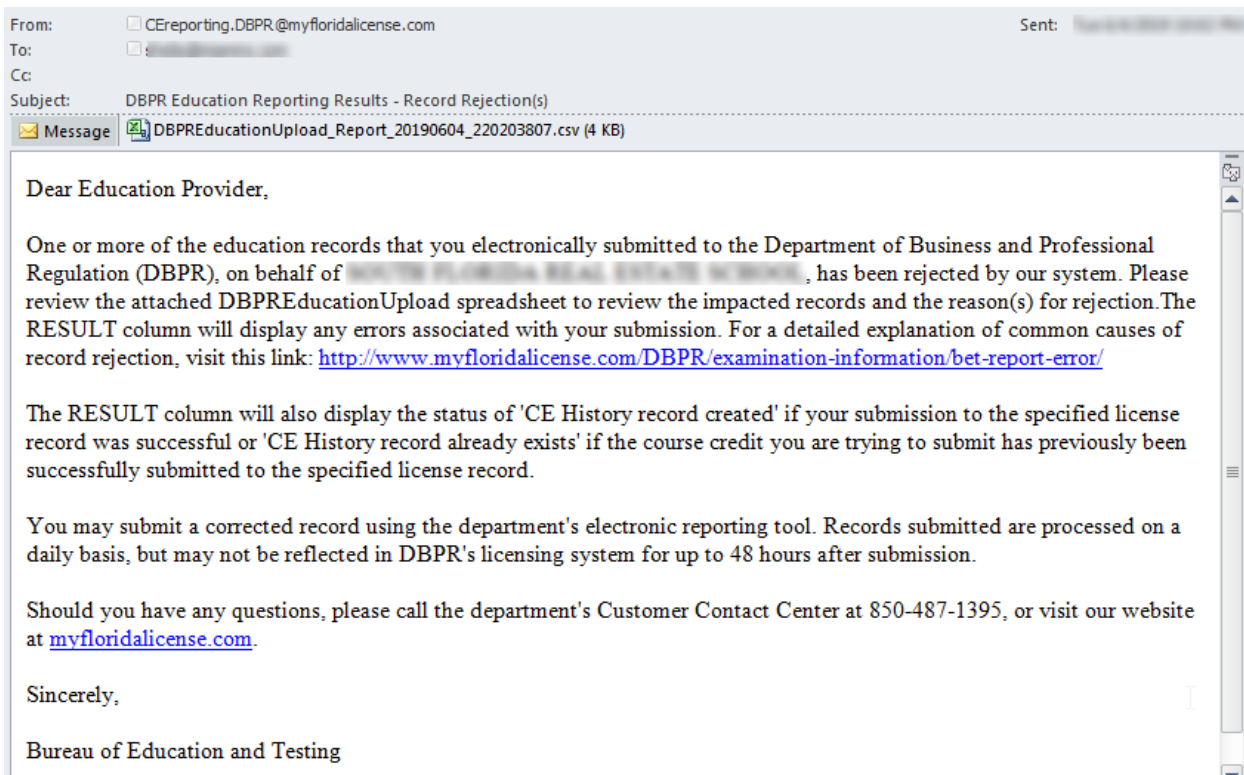 From: CEreporting.DBPR@myfloridalicense.com Sent:
To:
Cc:
Subject: DBPR Education Reporting Results - Record Rejection(s)
Message DBPREducationUpload_Report_20190604_220203807.csv (4 KB)
Dear Education Provider,
One or more of the education records that you electronically submitted to the Department of Business and Professional
Regulation (DBPR), on behalf of , has been rejected by our system. Please
review the attached DBPREducationUpload spreadsheet to review the impacted records and the reason(s) for rejection.The
RESULT column will display any errors associated with your submission. For a detailed explanation of common causes of
record rejection, visit this link: http://www.myfloridalicense.com/DBPR/examination-information/bet-report-error/
The RESULT column will also display the status of 'CE History record created' if your submission to the specified license
record was successful or 'CE History record already exists' if the course credit you are trying to submit has previously been
successfully submitted to the specified license record.
You may submit a corrected record using the department's electronic reporting tool. Records submitted are processed on a
daily basis, but may not be reflected in DBPR's licensing system for up to 48 hours after submission.
Should you have any questions, please call the department's Customer Contact Center at 850-487-1395, or visit our website
at myfloridalicense.com.
Sincerely,
Bureau of Education and Testing